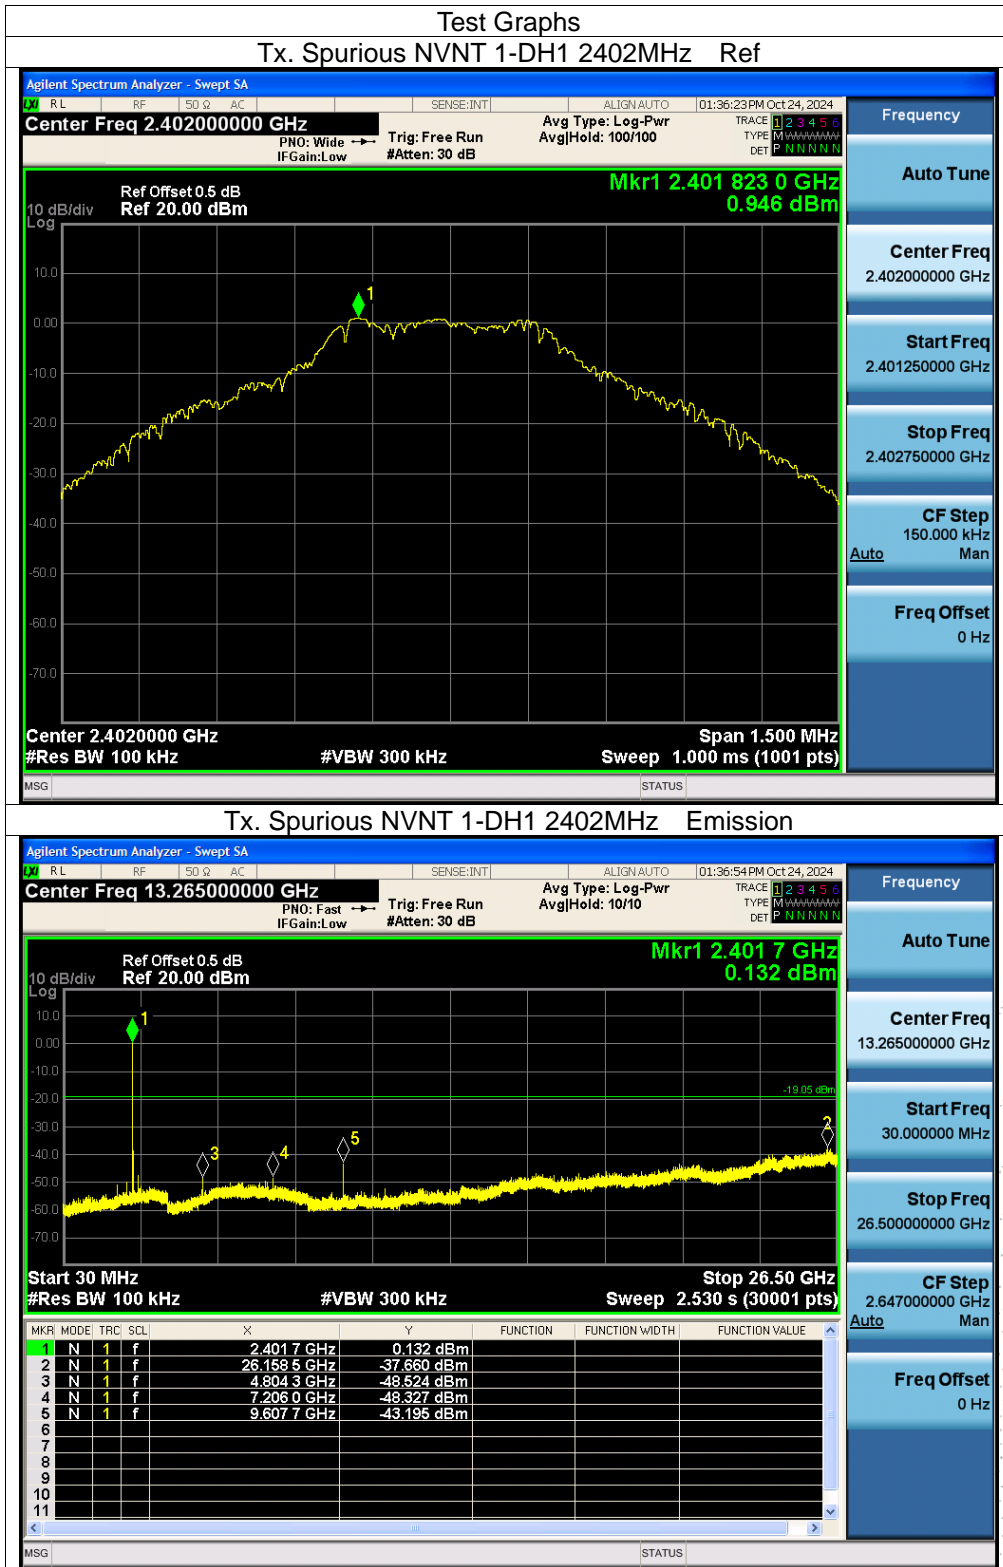 Test Graphs
Tx. Spurious NVNT 1-DH1 2402MHz Ref
Agilent Spectrum Analyzer - Swept SA
LXI RL RF 50 Ω AC SENSE:INT ALIGN AUTO 01:36:23 PM Oct 24, 2024
Center Freq 2.402000000 GHz Avg Type: Log-Pwr TRACE 1 2 3 4 5 6
PNO: Wide Trig: Free Run Avg|Hold: 100/100 TYPE M WWWWW
IFGain:Low #Atten: 30 dB DET P N N N N N
Frequency
Auto Tune
Center Freq
2.402000000 GHz
Start Freq
2.401250000 GHz
Stop Freq
2.402750000 GHz
CF Step
150.000 kHz
Auto Man
Freq Offset
0 Hz
Mkr1 2.401 823 0 GHz
0.946 dBm
Ref Offset 0.5 dB
10 dB/div Ref 20.00 dBm
Log
1
10.0
0.00
-10.0
-20.0
-30.0
-40.0
-50.0
-60.0
-70.0
Center 2.4020000 GHz Span 1.500 MHz
#Res BW 100 kHz #VBW 300 kHz Sweep 1.000 ms (1001 pts)
MSG STATUS
Tx. Spurious NVNT 1-DH1 2402MHz Emission
Agilent Spectrum Analyzer - Swept SA
LXI RL RF 50 Ω AC SENSE:INT ALIGN AUTO 01:36:54 PM Oct 24, 2024
Center Freq 13.265000000 GHz Avg Type: Log-Pwr TRACE 1 2 3 4 5 6
PNO: Fast Trig: Free Run Avg|Hold: 10/10 TYPE M WWWWW
IFGain:Low #Atten: 30 dB DET P N N N N N
Frequency
Auto Tune
Center Freq
13.265000000 GHz
Start Freq
30.000000 MHz
Stop Freq
26.500000000 GHz
CF Step
2.647000000 GHz
Auto Man
Freq Offset
0 Hz
Mkr1 2.401 7 GHz
0.132 dBm
Ref Offset 0.5 dB
10 dB/div Ref 20.00 dBm
Log
10.0
0.00
-10.0
-20.0
-30.0
-40.0
-50.0
-60.0
-70.0
1
-19.05 dBm
2
3 4 5
Start 30 MHz Stop 26.50 GHz
#Res BW 100 kHz #VBW 300 kHz Sweep 2.530 s (30001 pts)
MKR MODE TRC SCL X Y FUNCTION FUNCTION WIDTH FUNCTION VALUE
1 N 1 f 2.401 7 GHz 0.132 dBm
2 N 1 f 26.158 5 GHz -37.660 dBm
3 N 1 f 4.804 3 GHz -48.524 dBm
4 N 1 f 7.206 0 GHz -48.327 dBm
5 N 1 f 9.607 7 GHz -43.195 dBm
6
7
8
9
10
11
MSG STATUS